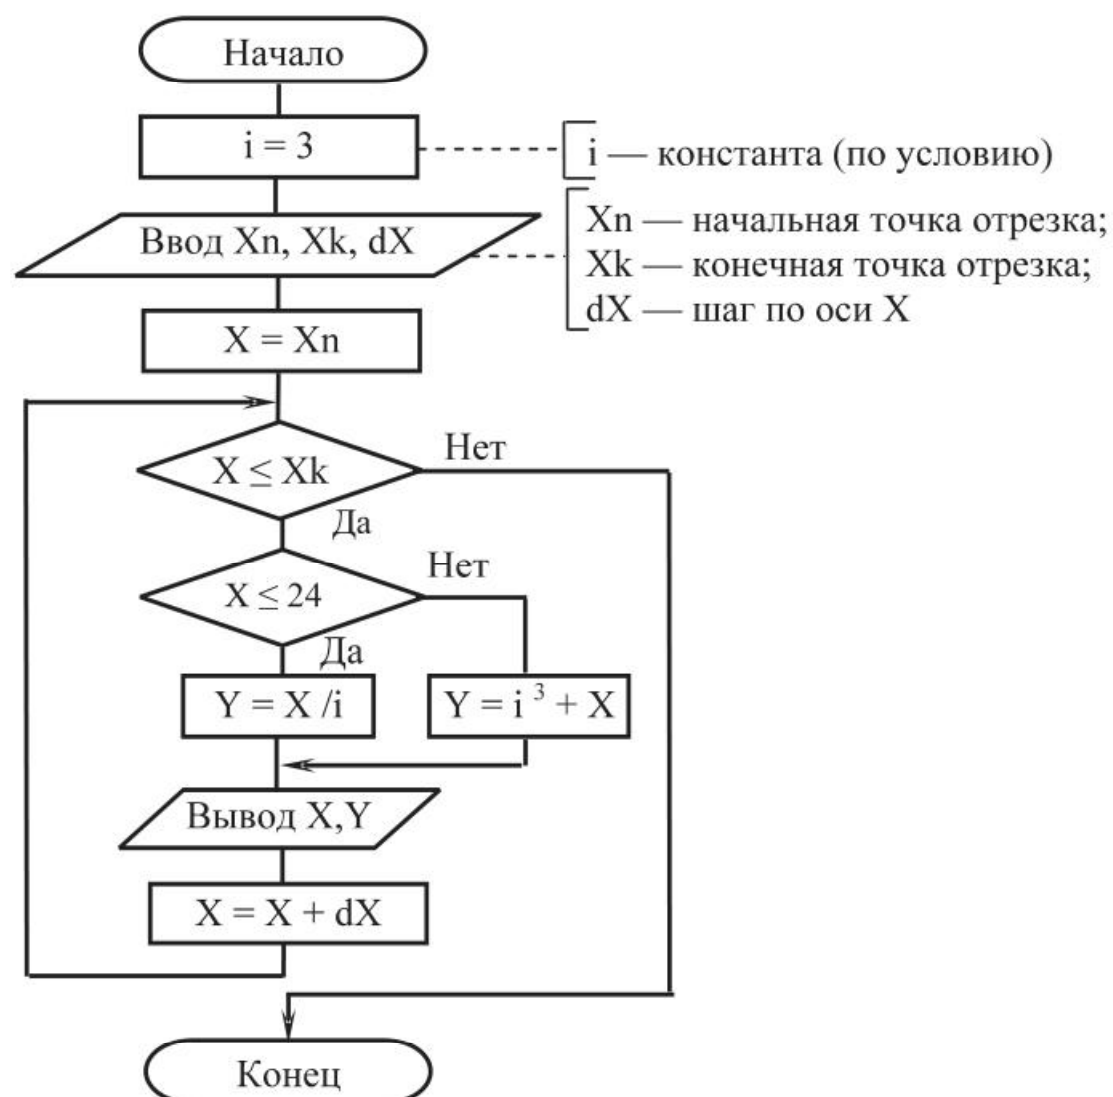 Начало
i = 3
i — константа (по условию)
Ввод Xn, Xk, dX
Xn — начальная точка отрезка;
Xk — конечная точка отрезка;
dX — шаг по оси X
X = Xn
X ≤ Xk
Нет
Да
X ≤ 24
Нет
Да
Y = X /i
Y = i ³ + X
Вывод X,Y
X = X + dX
Конец